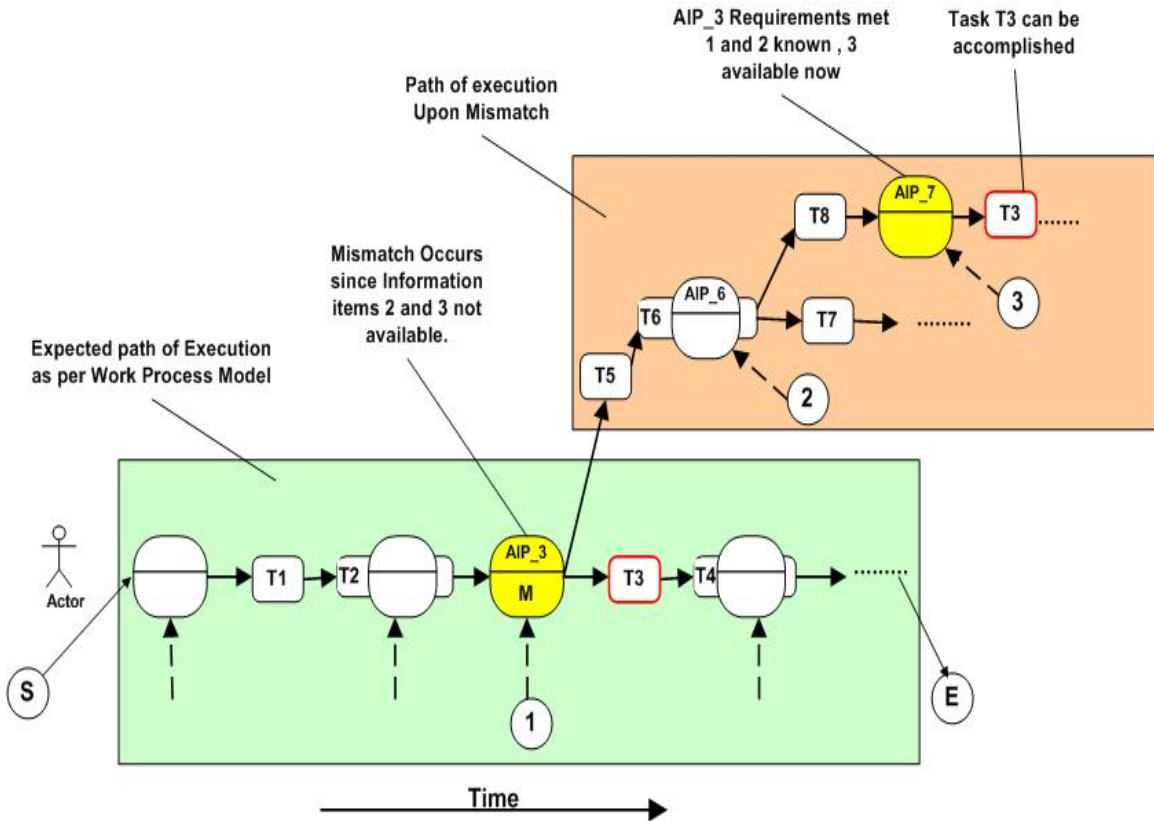 AIP_3 Requirements met
1 and 2 known , 3
available now
Task T3 can be
accomplished
Path of execution
Upon Mismatch
AIP_7
T8
T3
........
Mismatch Occurs
since Information
items 2 and 3 not
available.
3
AIP_6
T6
T7
.........
Expected path of Execution
as per Work Process Model
T5
2
AIP_3
M
T1
T2
T3
T4
.........
Actor
S
1
E
Time